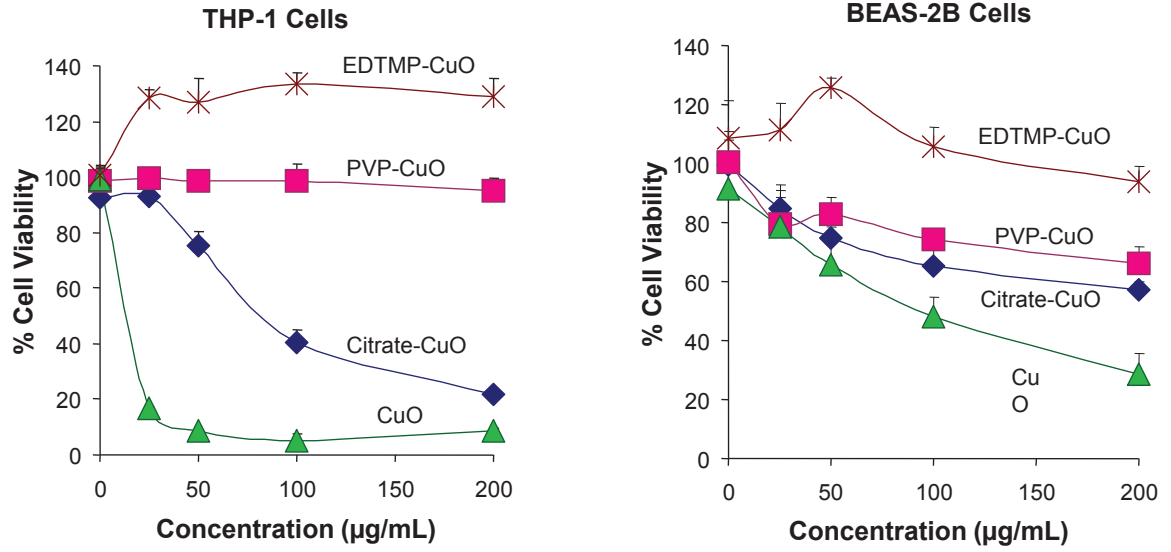 THP-1 Cells
% Cell Viability
140
120
100
80
60
40
20
0
EDTMP-CuO
PVP-CuO
Citrate-CuO
CuO
0
50
100
150
200
Concentration (µg/mL)
BEAS-2B Cells
% Cell Viability
140
120
100
80
60
40
20
0
EDTMP-CuO
PVP-CuO
Citrate-CuO
Cu
O
0
50
100
150
200
Concentration (µg/mL)